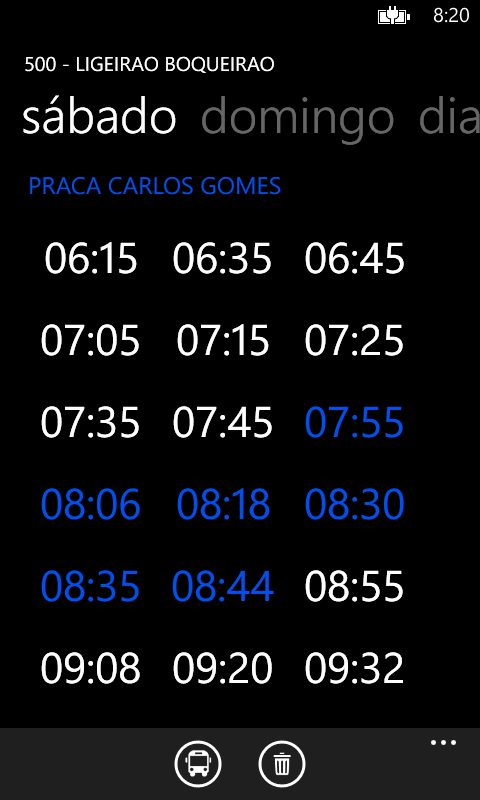 8:20
500 - LIGEIRAO BOQUEIRAO
sábado domingo dia
PRACA CARLOS GOMES
06:15 06:35 06:45
07:05 07:15 07:25
07:35 07:45 07:55
08:06 08:18 08:30
08:35 08:44 08:55
09:08 09:20 09:32